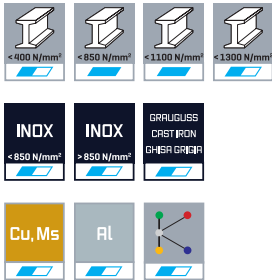 <400 N/mm² <850 N/mm² <1100 N/mm² <1300 N/mm²
INOX
<850 N/mm²
INOX
>850 N/mm²
GRAUGUSS
CAST IRON
GHISA GRIGIA
Cu, Ms
Al